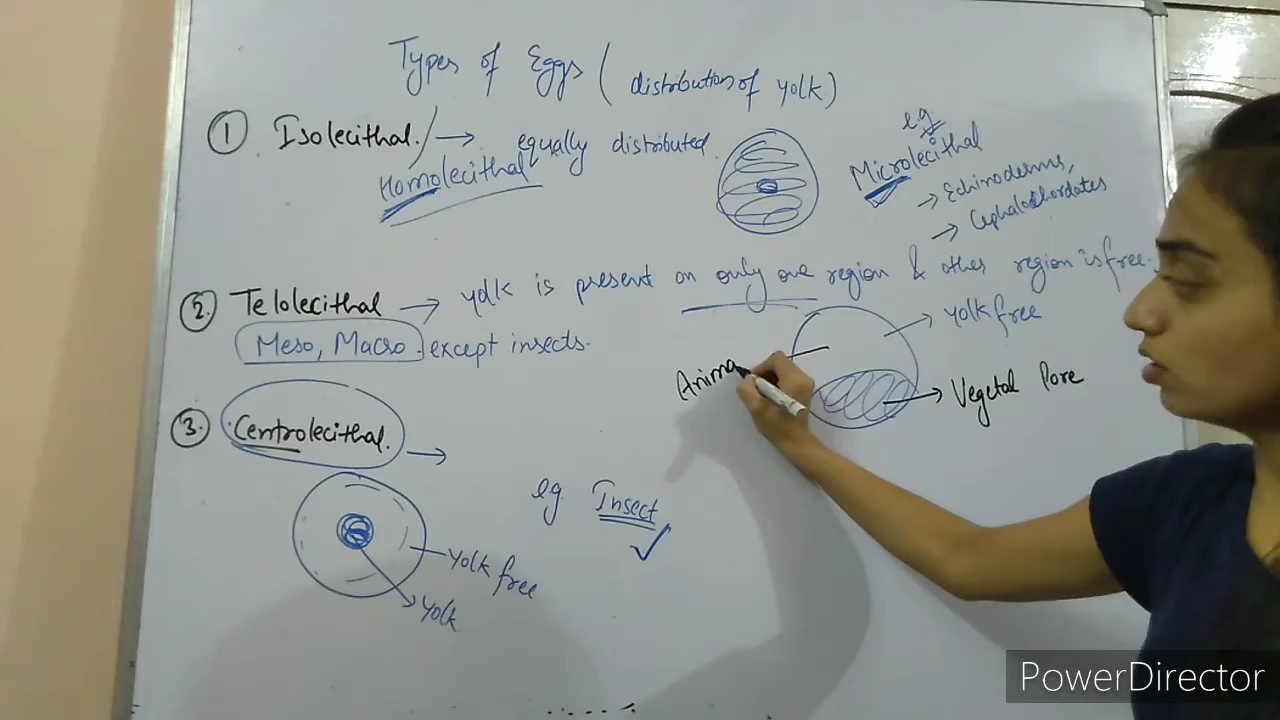 Types of Eggs ( distribution of yolk )
① Isolecithal. / → equally distributed.
Homolecithal
eg
Microlecithal
→ Echinoderms,
→ Cephalochordates
② Telolecithal → yolk is present on only one region & other region is free.
Meso, Macro. except insects.
→ yolk free
Anima
→ Vegetal Pore
③ Centrolecithal. →
eg Insect
yolk free
yolk
PowerDirector